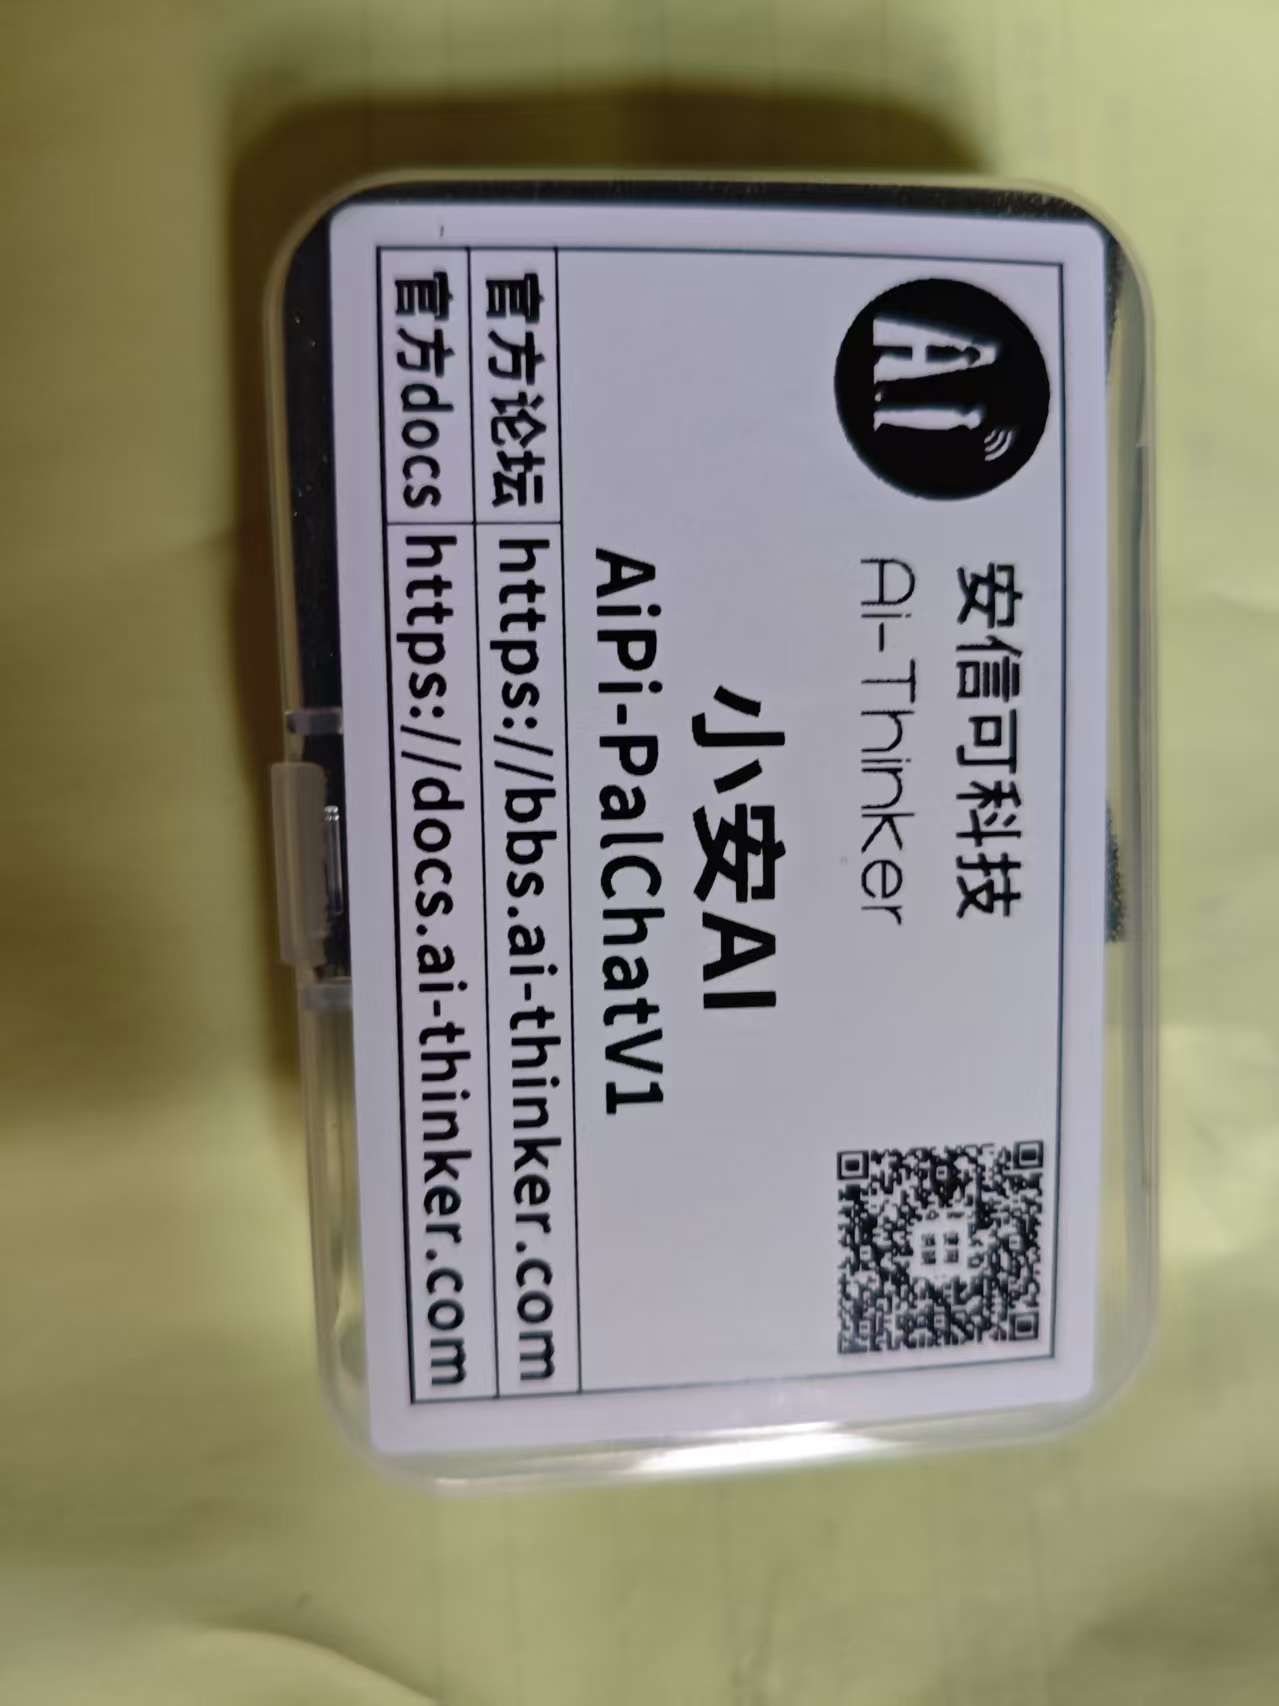 Ai
安信可科技
Ai-Thinker
小安AI
AiPi-PalChatV1
官方论坛 https://bbs.ai-thinker.com
官方docs https://docs.ai-thinker.com